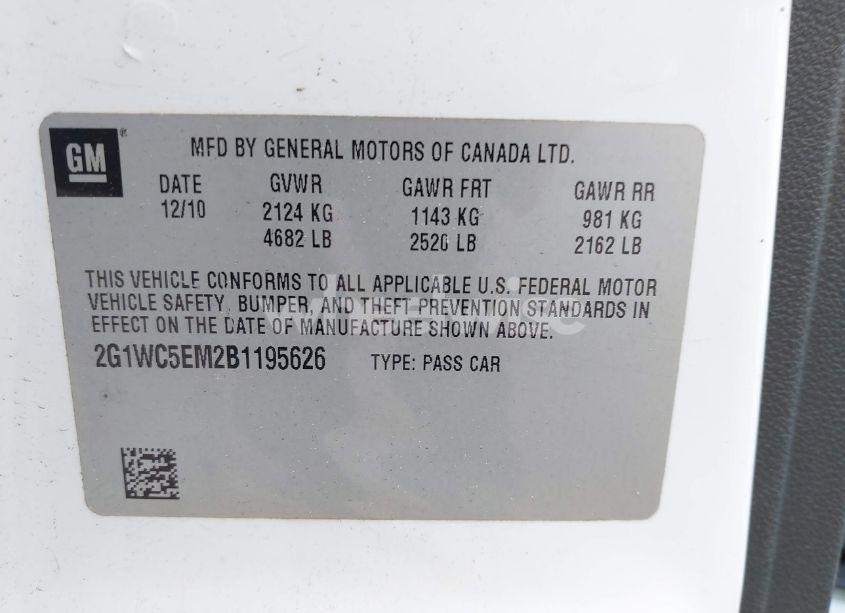 GM
MFD BY GENERAL MOTORS OF CANADA LTD.
DATE GVWR GAWR FRT GAWR RR
12/10 2124 KG 1143 KG 981 KG
4682 LB 2520 LB 2162 LB
THIS VEHICLE CONFORMS TO ALL APPLICABLE U.S. FEDERAL MOTOR
VEHICLE SAFETY, BUMPER, AND THEFT PREVENTION STANDARDS IN
EFFECT ON THE DATE OF MANUFACTURE SHOWN ABOVE.
2G1WC5EM2B1195626 TYPE: PASS CAR